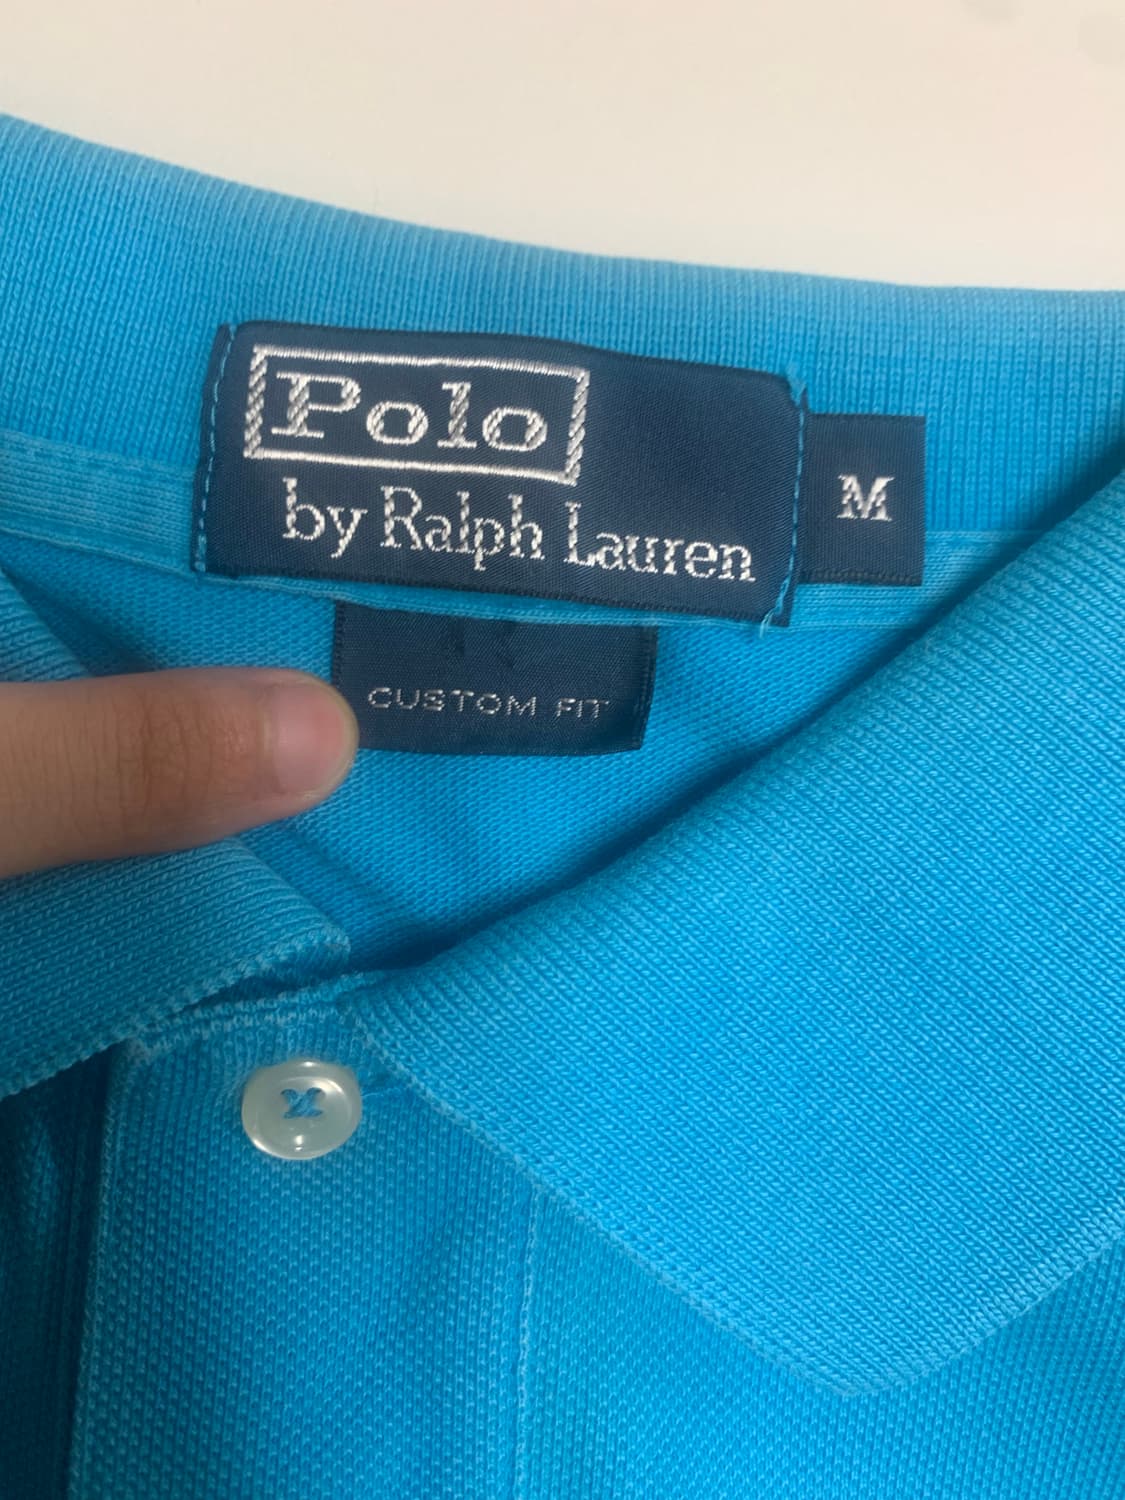 Polo
by Ralph Lauren
M
CUSTOM FIT